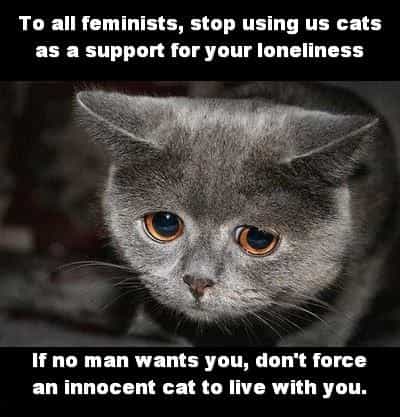 To all feminists, stop using us cats
as a support for your loneliness
If no man wants you, don't force
an innocent cat to live with you.